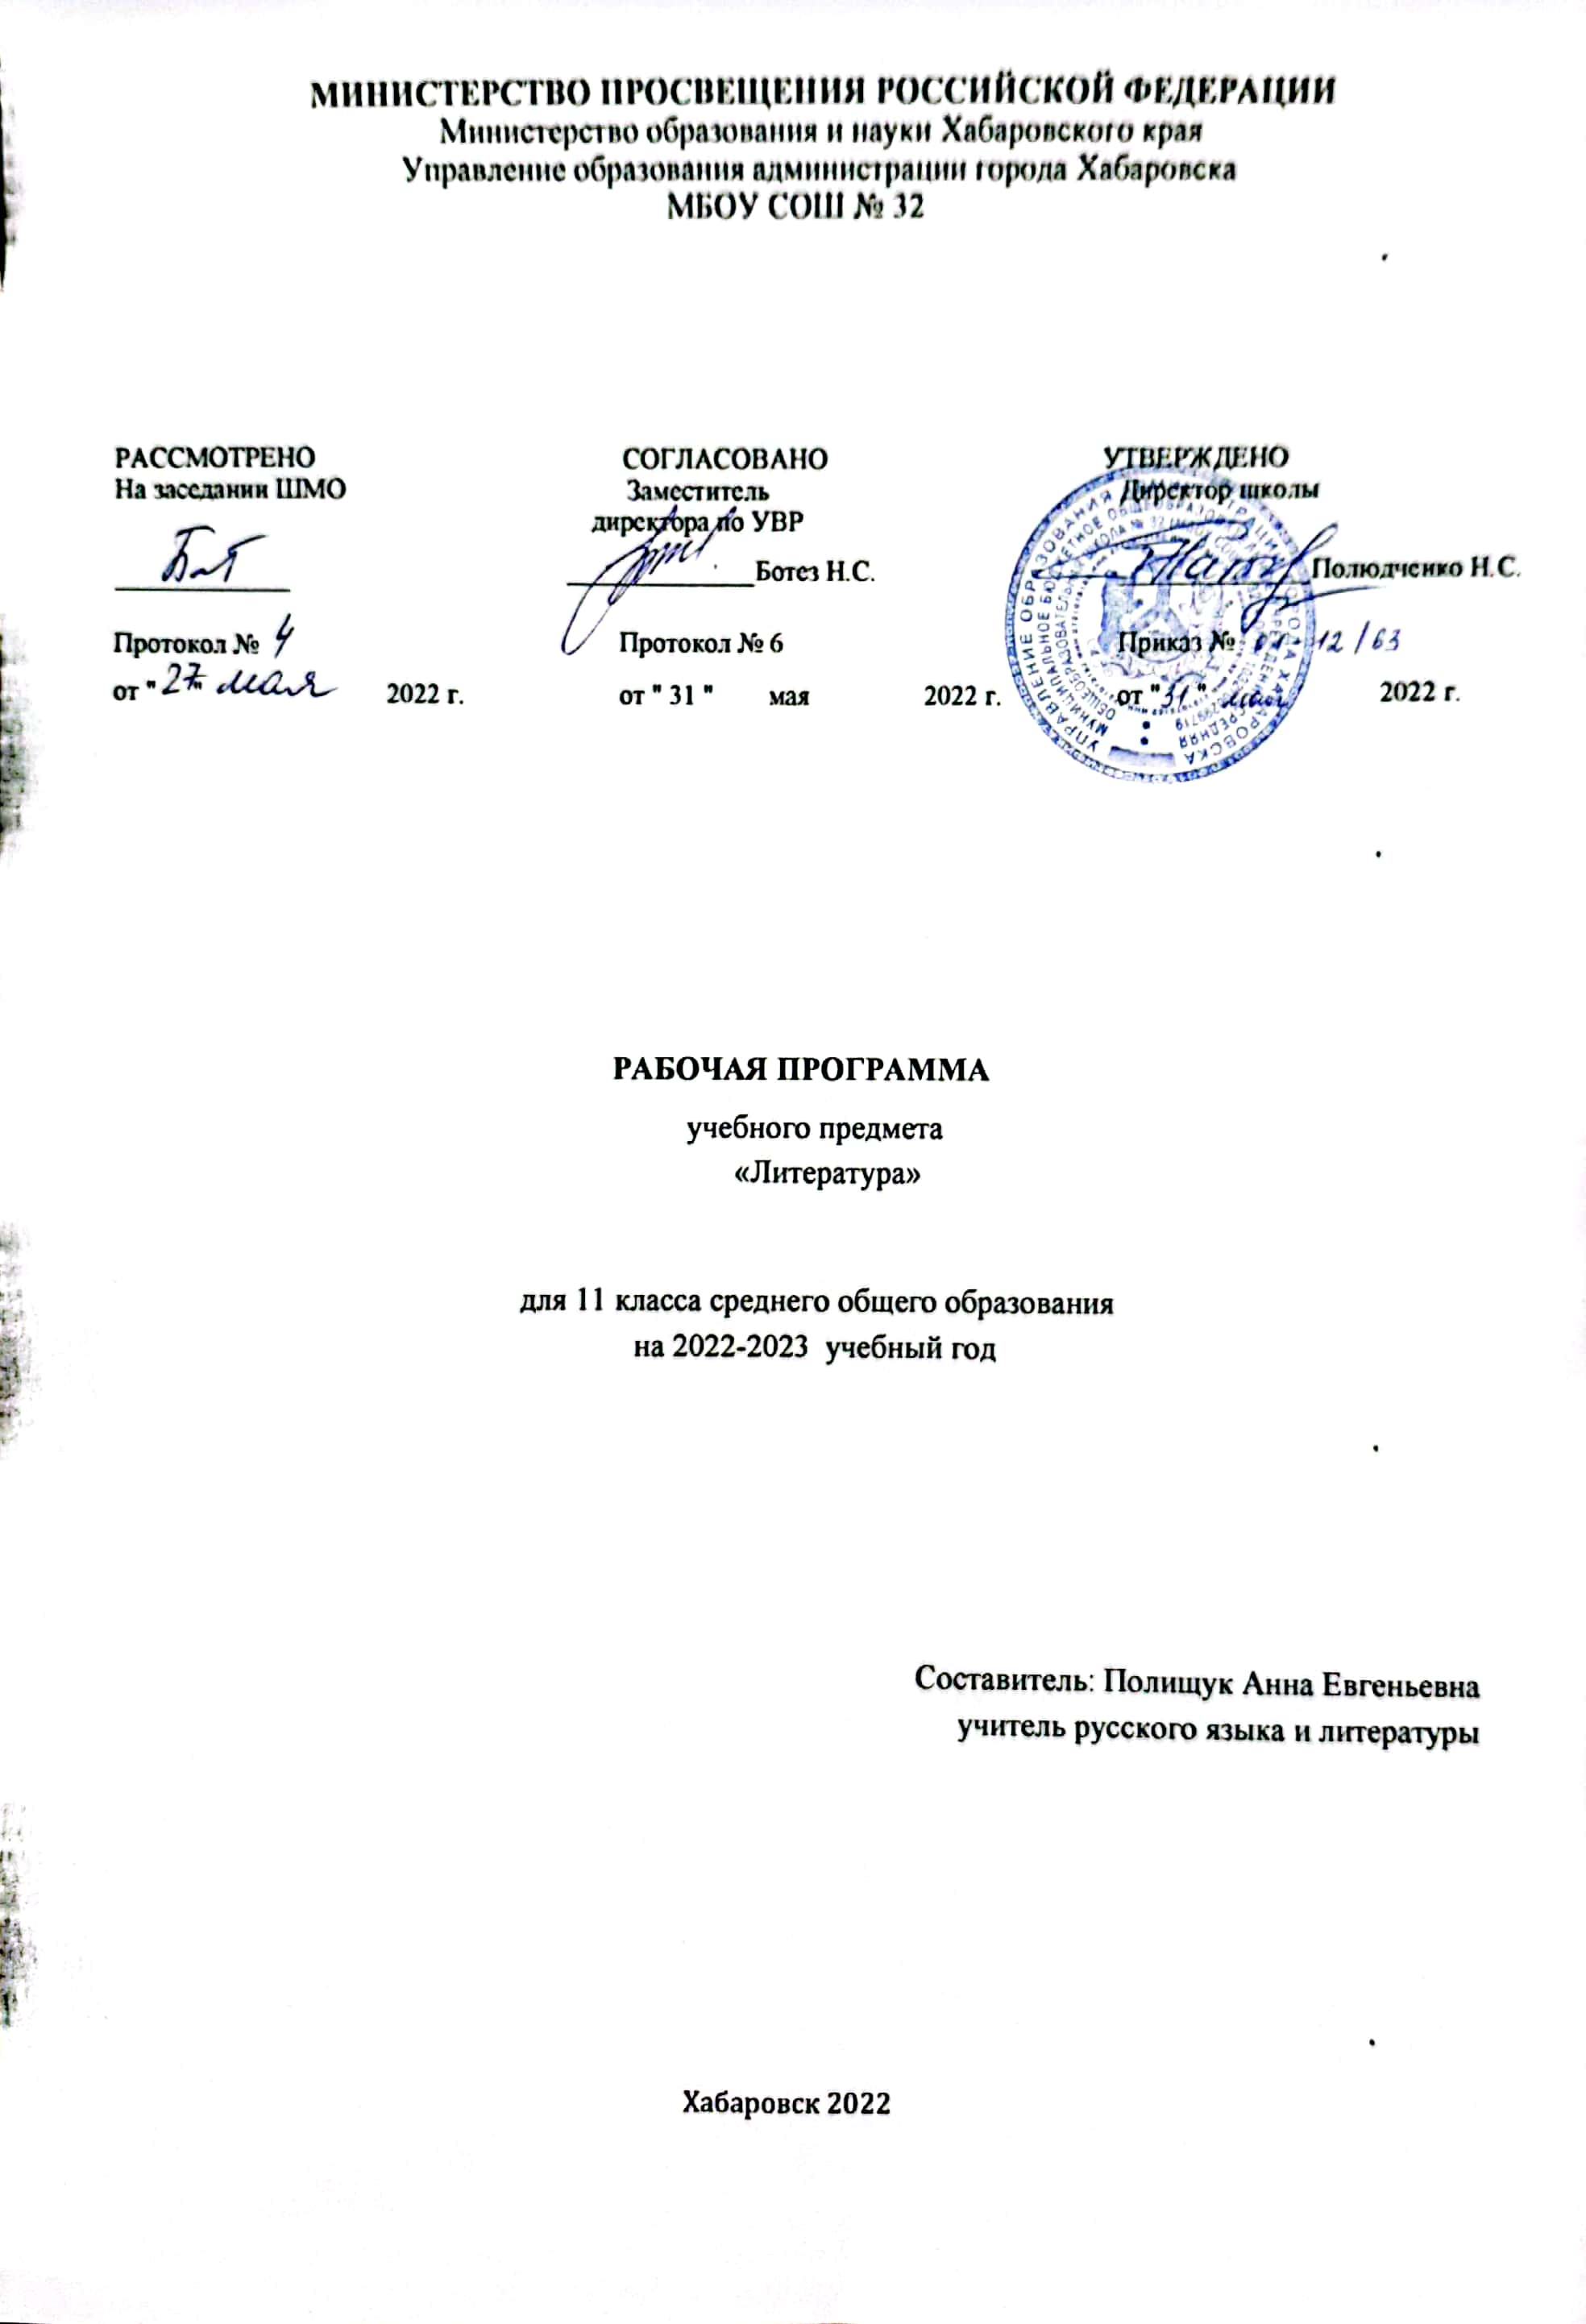 МИНИСТЕРСТВО ПРОСВЕЩЕНИЯ РОССИЙСКОЙ ФЕДЕРАЦИИ
Министерство образования и науки Хабаровского края
Управление образования администрации города Хабаровска
МБОУ СОШ № 32
РАССМОТРЕНО
На заседании ШМО
Протокол № 4
от " 27 " мая 2022 г.
СОГЛАСОВАНО
Заместитель
директора по УВР
Ботез Н.С.
Протокол № 6
от " 31 " мая 2022 г.
УТВЕРЖДЕНО
Директор школы
Полюдченко Н.С.
Приказ № 12/63
от "31" мая 2022 г.
РАБОЧАЯ ПРОГРАММА
учебного предмета
«Литература»
для 11 класса среднего общего образования
на 2022-2023 учебный год
Составитель: Полищук Анна Евгеньевна
учитель русского языка и литературы
Хабаровск 2022